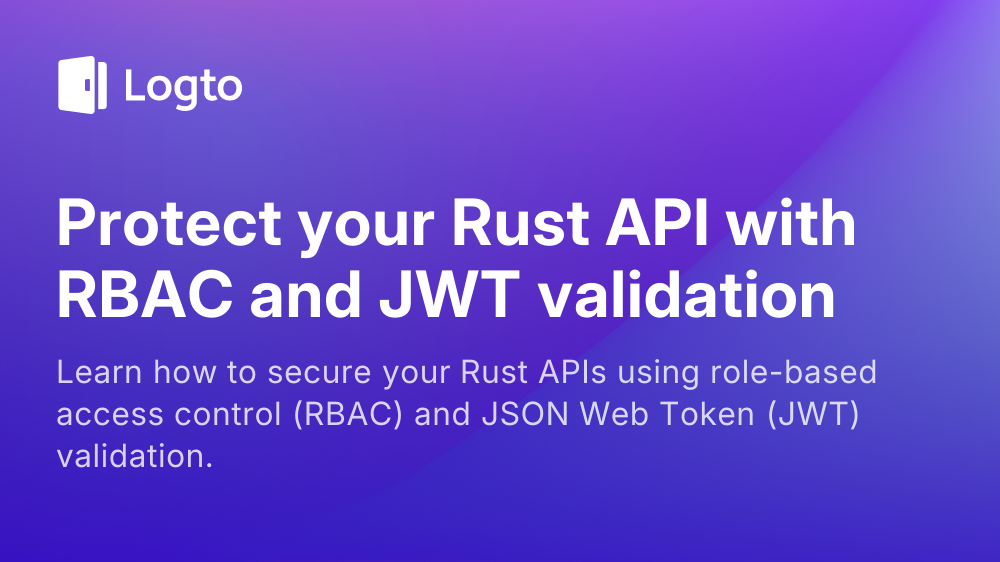 Logto
Protect your Rust API with
RBAC and JWT validation
Learn how to secure your Rust APIs using role-based
access control (RBAC) and JSON Web Token (JWT)
validation.